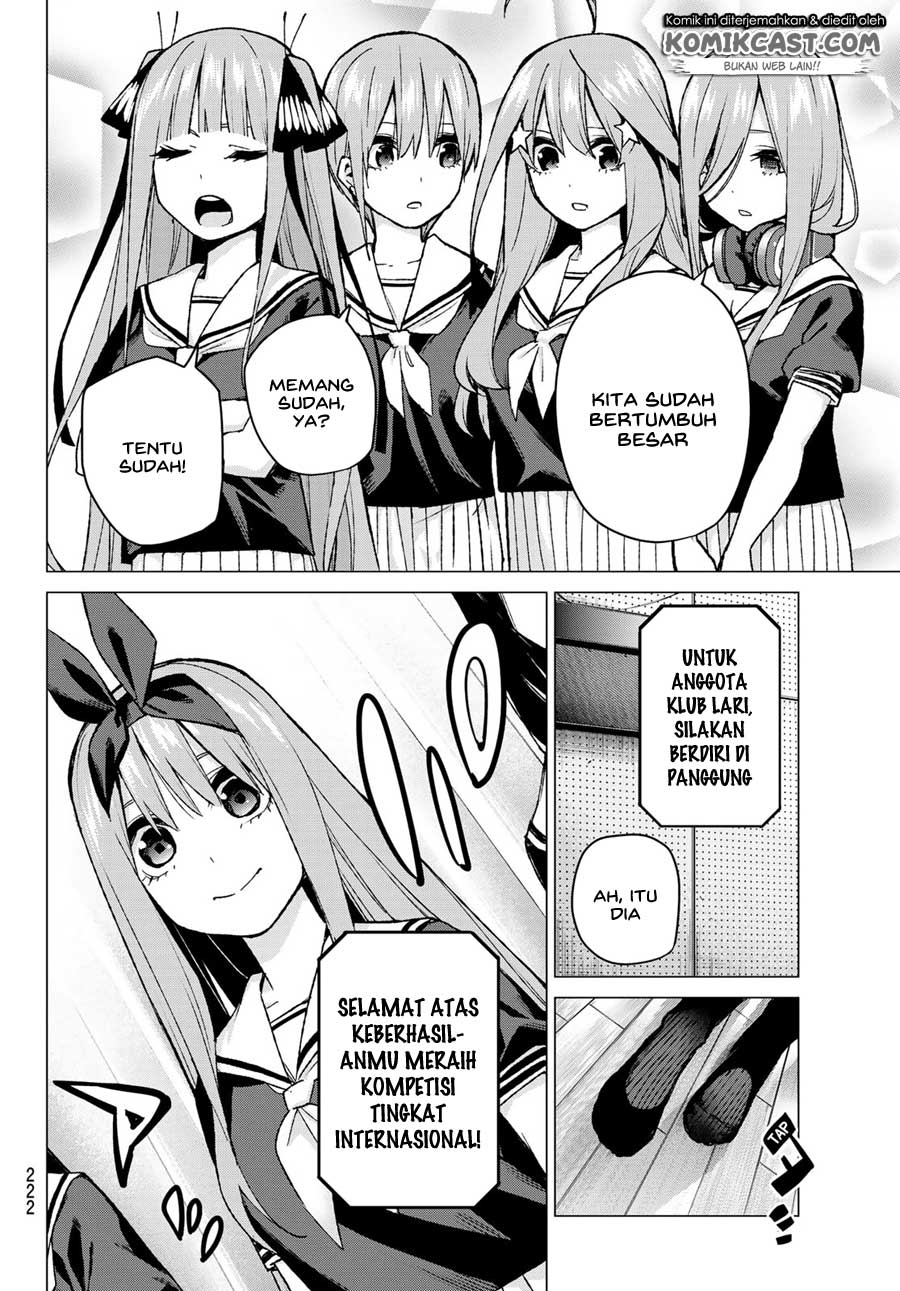 Komik ini diterjemahkan & diedit oleh
KOMIKCAST.COM
BUKAN WEB LAIN!!
KITA SUDAH
BERTUMBUH
BESAR
MEMANG
SUDAH,
YA?
TENTU
SUDAH!
UNTUK
ANGGOTA
KLUB LARI,
SILAKAN
BERDIRI DI
PANGGUNG
AH, ITU
DIA
TAP
SELAMAT ATAS
KEBERHASIL-
ANMU MERAIH
KOMPETISI
TINGKAT
INTERNASIONAL!
222